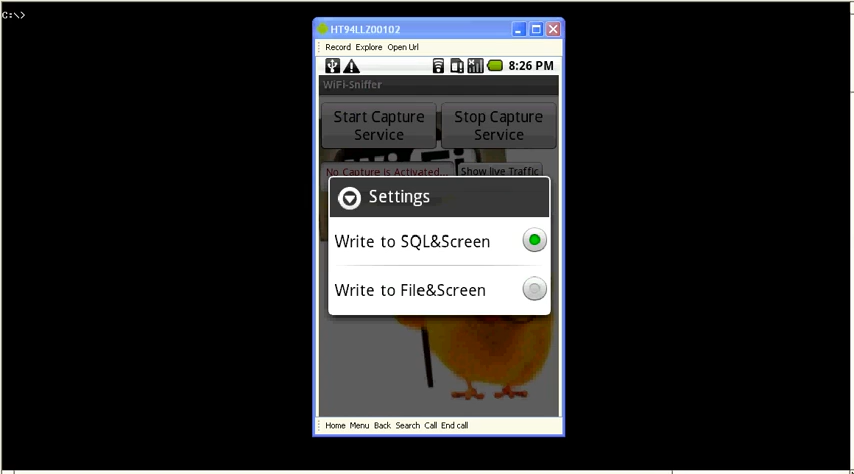 C:\>
HT94LLZ00102
Record Explore Open Url
8:26 PM
WiFi-Sniffer
Start Capture Service
Stop Capture Service
No Capture is Activated...
Show live Traffic
Settings
Write to SQL&Screen
Write to File&Screen
Home Menu Back Search Call End call